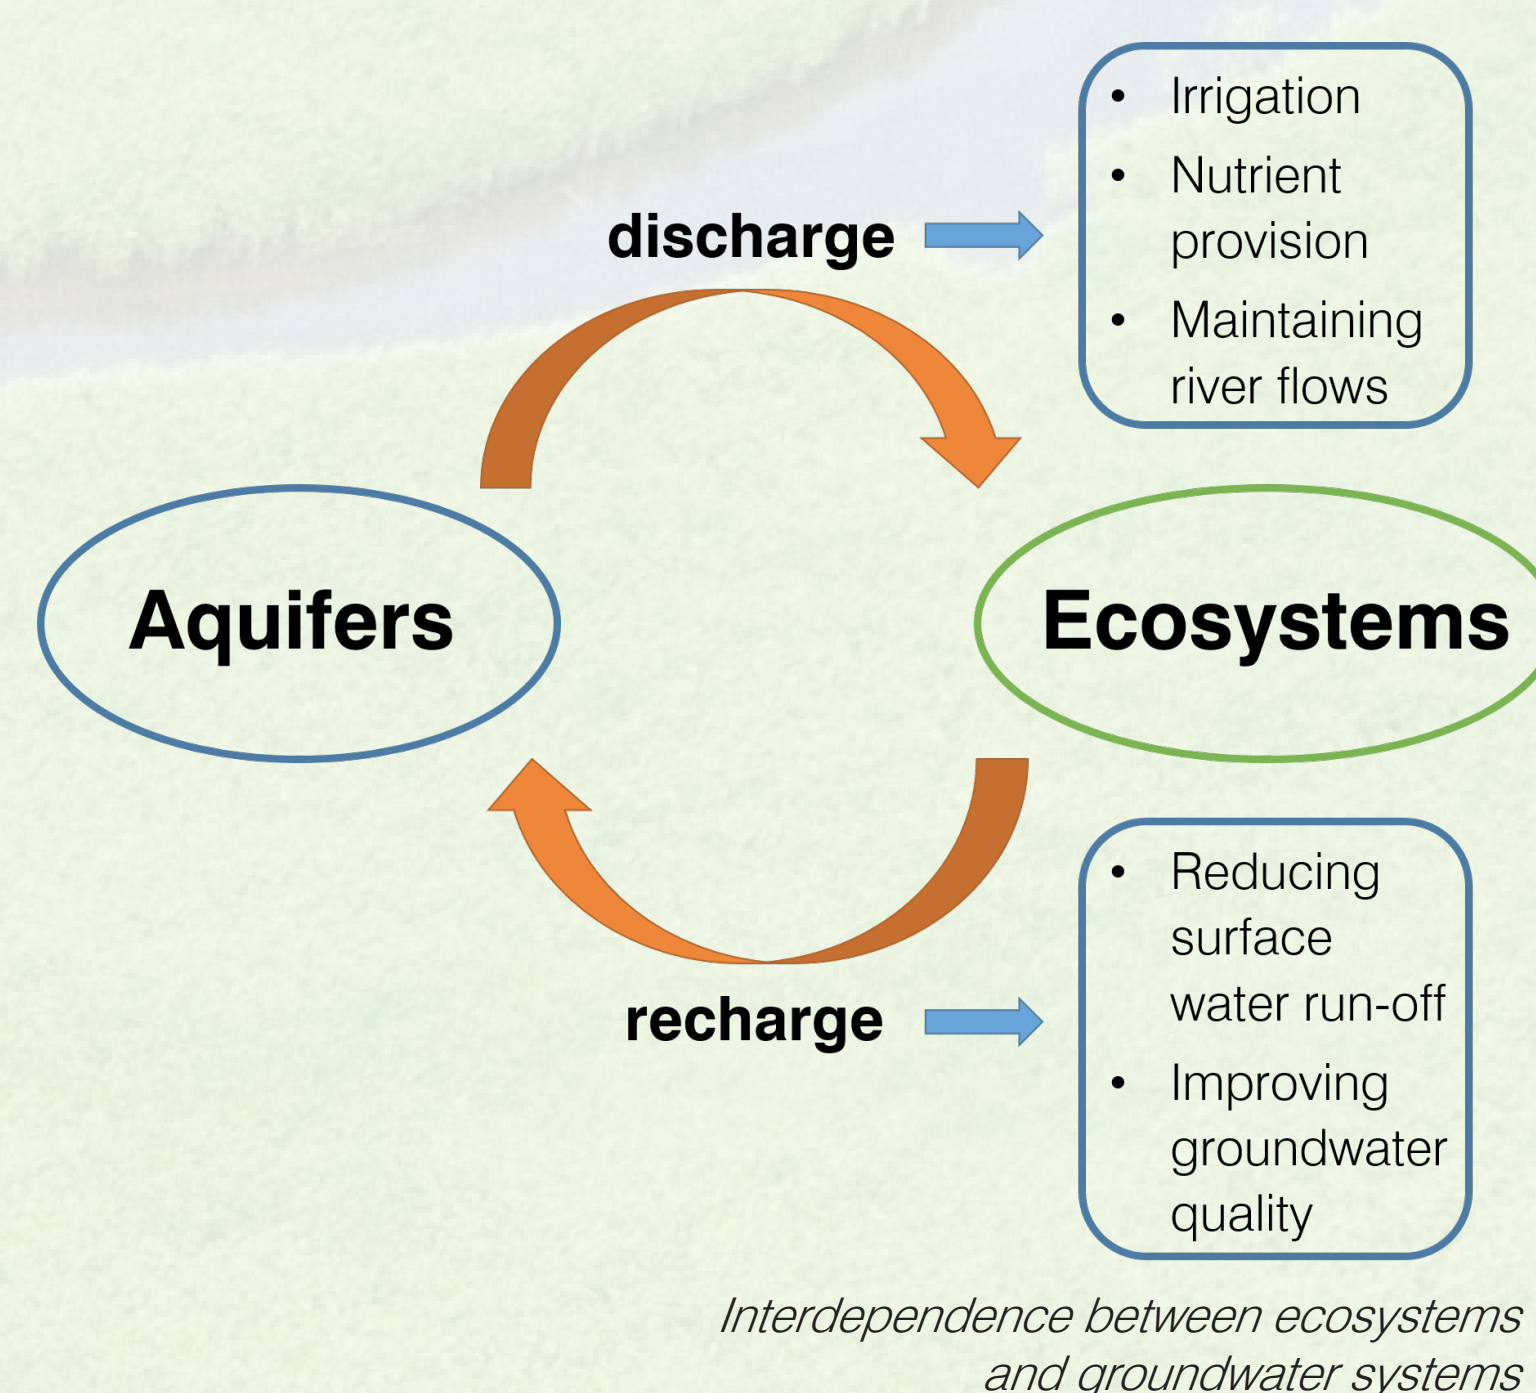 • Irrigation
• Nutrient
provision
• Maintaining
river flows
discharge
Aquifers
Ecosystems
recharge
• Reducing
surface
water run-off
• Improving
groundwater
quality
Interdependence between ecosystems
and groundwater systems